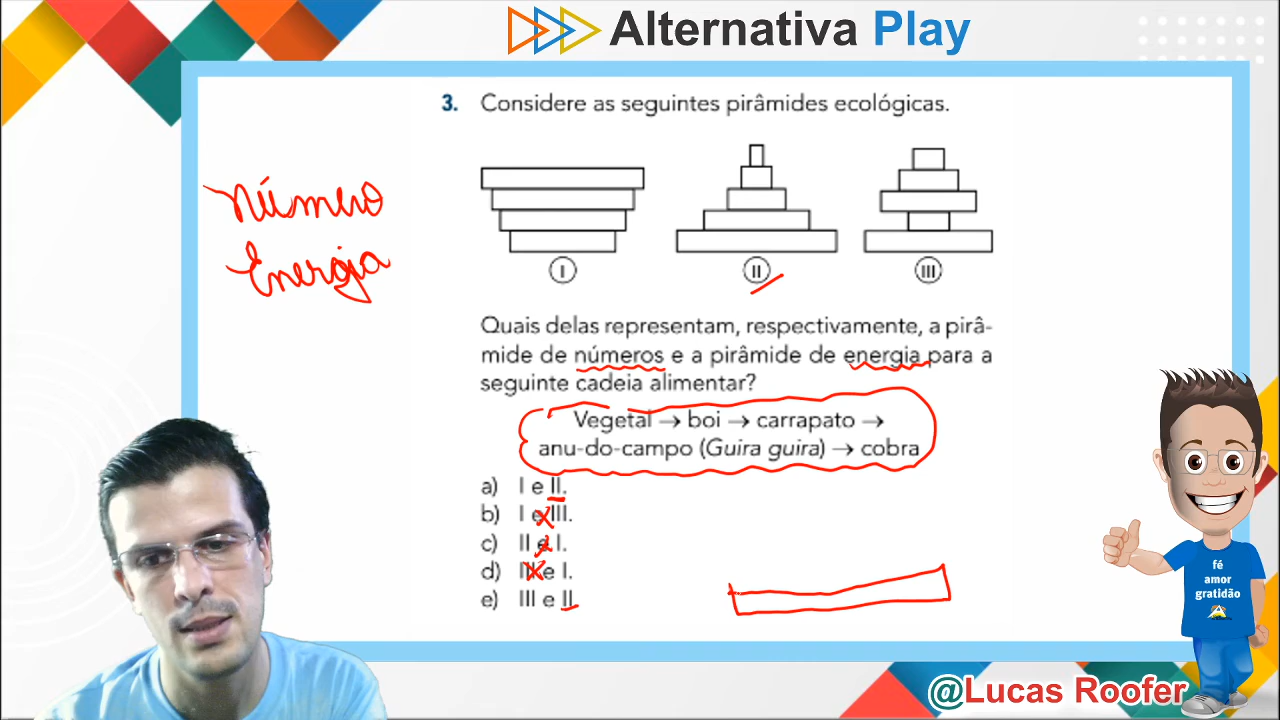 Alternativa Play
3. Considere as seguintes pirâmides ecológicas.
Número
Energia
I II III
Quais delas representam, respectivamente, a pirâ-
mide de números e a pirâmide de energia para a
seguinte cadeia alimentar?
Vegetal → boi → carrapato →
anu-do-campo (Guira guira) → cobra
a) I e II.
b) I e III.
c) II e I.
d) III e I.
e) III e II.
fé
amor
gratidão
@Lucas Roofer